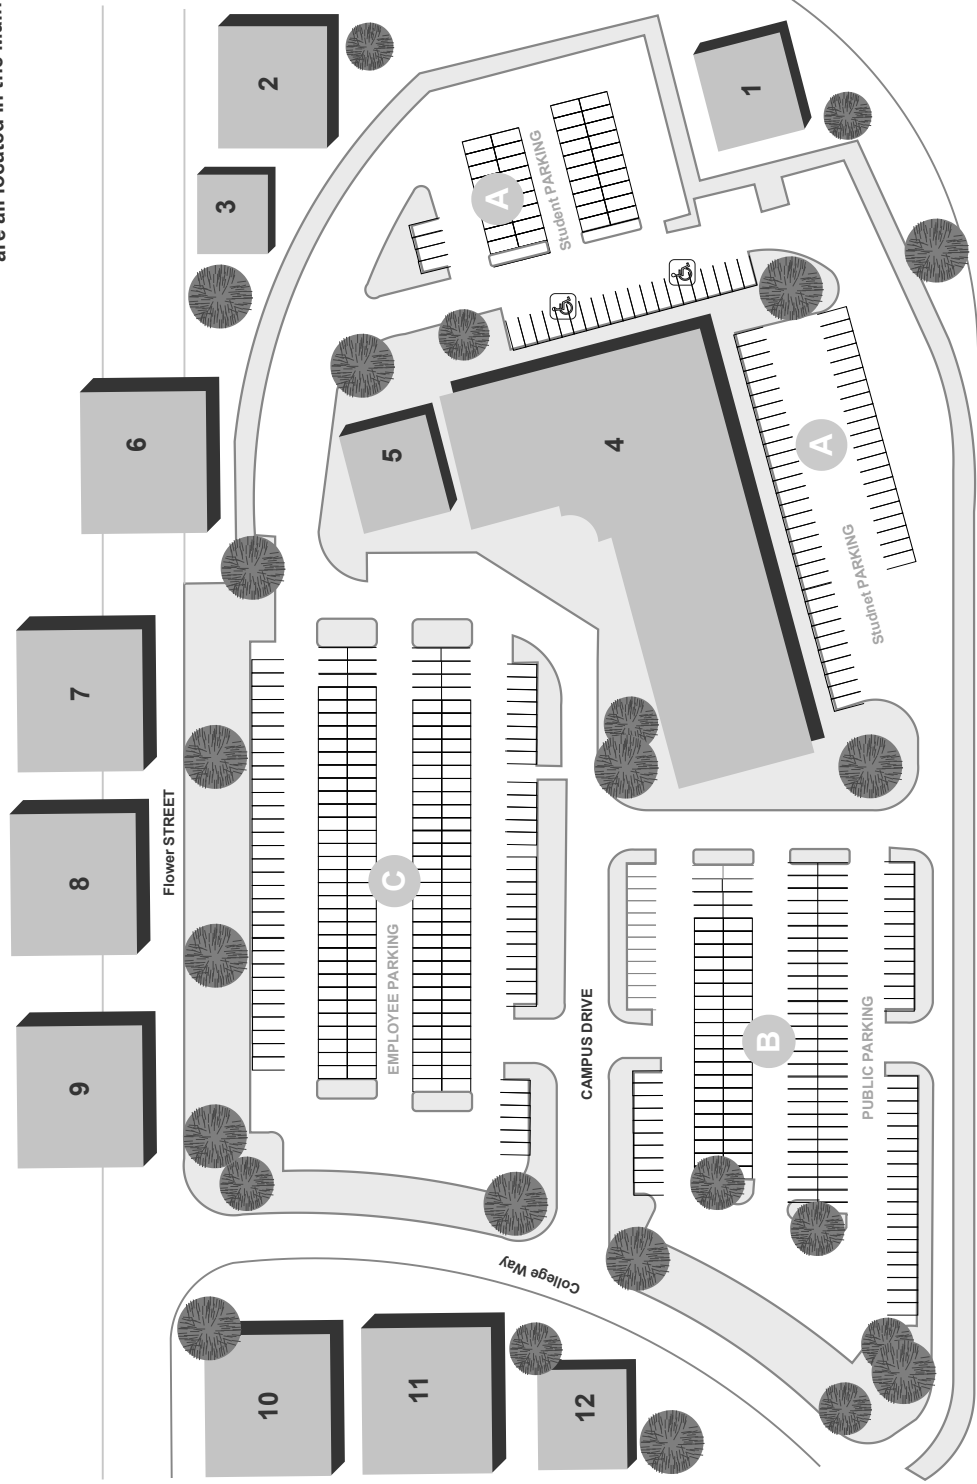 are all located in the
9
8
7
6
Flower STREET
3
2
10
11
12
C
EMPLOYEE PARKING
5
A
Student PARKING
College Way
CAMPUS DRIVE
4
1
B
PUBLIC PARKING
A
Studnet PARKING